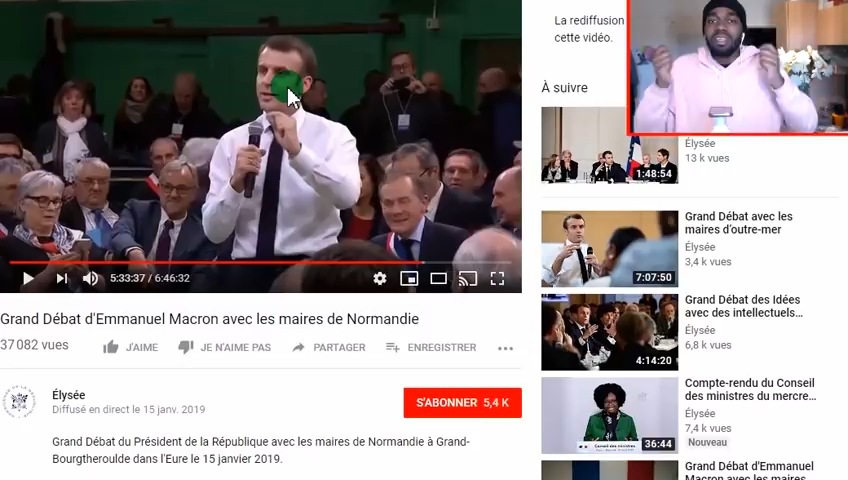 5:33:37 / 6:46:32
Grand Débat d'Emmanuel Macron avec les maires de Normandie
37 082 vues
J'AIME
JE N'AIME PAS
PARTAGER
ENREGISTRER
Élysée
Diffusé en direct le 15 janv. 2019
S'ABONNER 5,4 K
Grand Débat du Président de la République avec les maires de Normandie à Grand-
Bourgtheroulde dans l'Eure le 15 janvier 2019.
La rediffusion
cette vidéo.
À suivre
1:48:54
Élysée
13 k vues
7:07:50
Grand Débat avec les
maires d'outre-mer
Élysée
3,4 k vues
4:14:20
Grand Débat des Idées
avec des intellectuels…
Élysée
6,8 k vues
Conseil des ministres
36:44
Compte-rendu du Conseil
des ministres du mercre…
Élysée
7,4 k vues
Nouveau
Grand Débat d'Emmanuel
Macron avec les maires